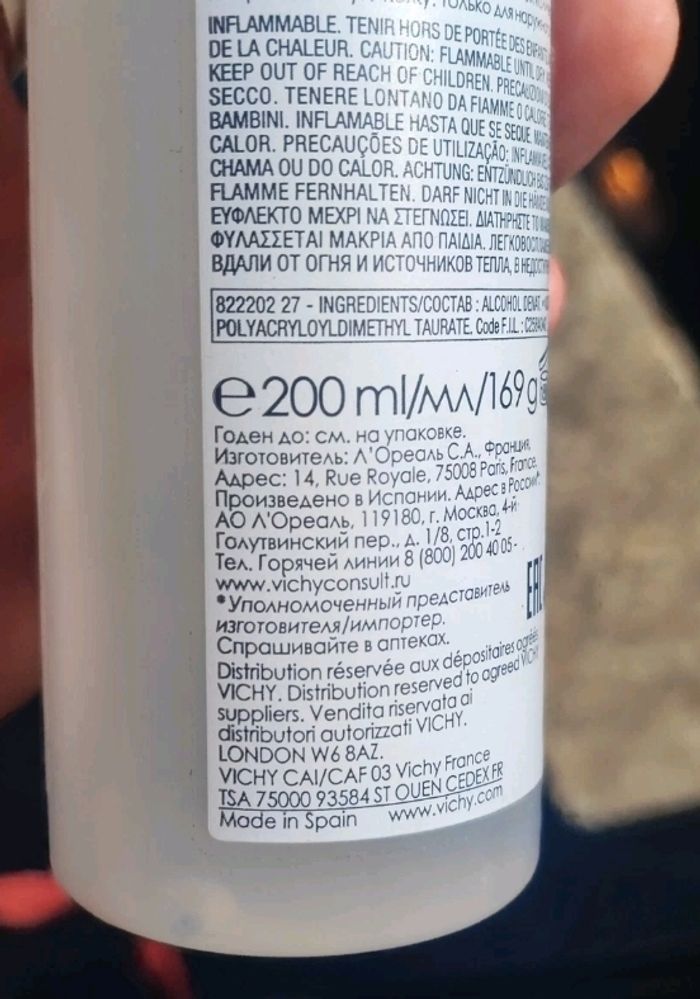 только для
INFLAMMABLE. TENIR HORS DE PORTÉE DES
DE LA CHALEUR. CAUTION: FLAMMABLE UNTIL DRY
KEEP OUT OF REACH OF CHILDREN.
SECCO. TENERE LONTANO DA FIAMME O CALORE
BAMBINI. INFLAMABLE HASTA QUE SE SEQUE.
CALOR. PRECAUÇÕES DE UTILIZAÇÃO:
CHAMA OU DO CALOR. ACHTUNG: ENTZÜNDLICH
FLAMME FERNHALTEN. DARF NICHT IN DIE
ΕΥΦΛΕΚΤΟ ΜΕΧΡΙ ΝΑ ΣΤΕΓΝΩΣΕΙ. ΔΙΑΤΗΡΗΣΤΕ ΤΟ
ΦΥΛΑΣΣΕΤΑΙ ΜΑΚΡΙΑ ΑΠΟ ΠΑΙΔΙΑ.
ВДАЛИ ОТ ОГНЯ И ИСТОЧНИКОВ ТЕПЛА, В
822202 27 - INGREDIENTS/СОСТАВ : ALCOHOL DENAT.
POLYACRYLOYLDIMETHYL TAURATE. Code F.I.L.:
℮200 ml/мл/169g
Годен до: см. на упаковке.
Изготовитель: Л'Ореаль С.А., Франция,
Адрес: 14, Rue Royale, 75008 Paris, France.
Произведено в Испании. Адрес в России*:
АО Л'Ореаль, 119180, г. Москва, 4-й
Голутвинский пер., д. 1/8, стр.1-2
Тел. Горячей линии 8 (800) 200 40 05 -
www.vichyconsult.ru
*Уполномоченный представитель
изготовителя/импортер.
Спрашивайте в аптеках.
EAC
Distribution réservée aux dépositaires agréés
VICHY. Distribution reserved to agreed VICHY
suppliers. Vendita riservata ai
distributori autorizzati VICHY.
LONDON W6 8AZ.
VICHY CAI/CAF 03 Vichy France
TSA 75000 93584 ST OUEN CEDEX FR
Made in Spain www.vichy.com